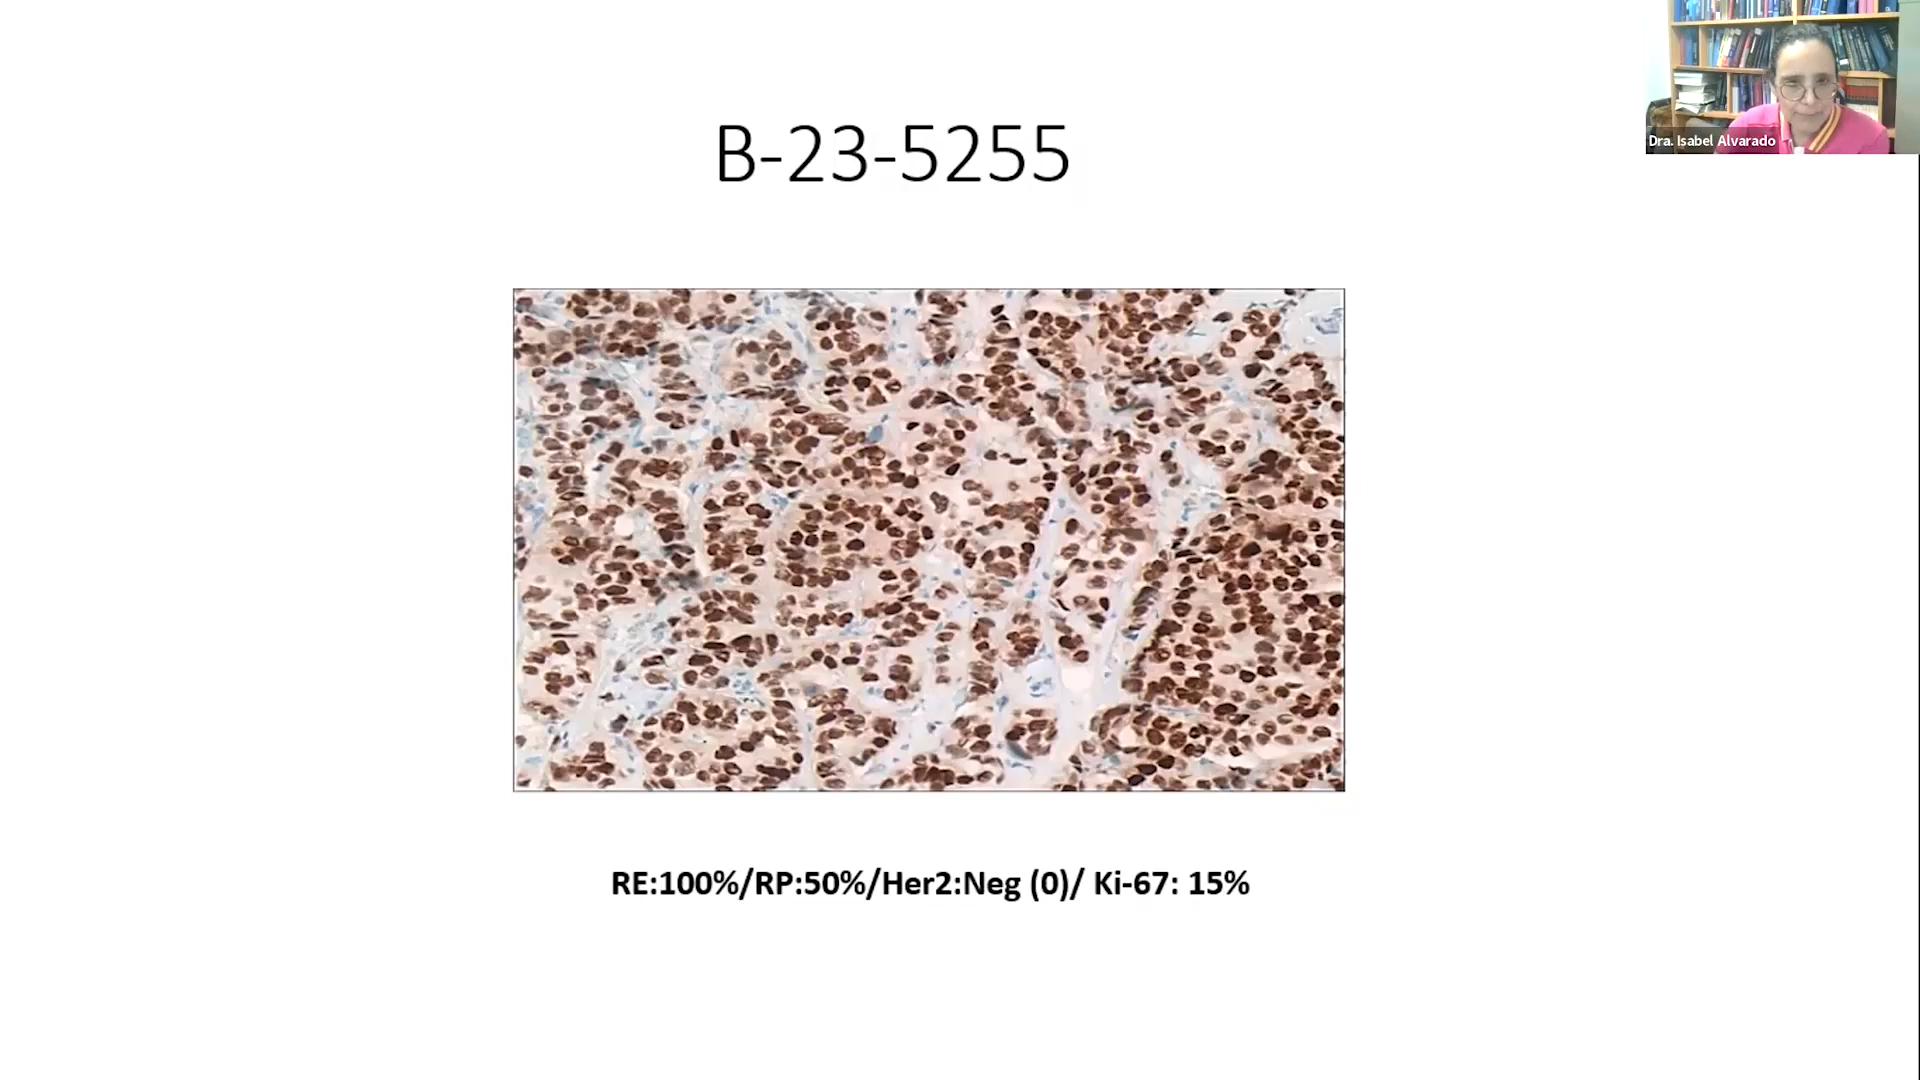 B-23-5255
Dra. Isabel Alvarado
RE:100%/RP:50%/Her2:Neg (0)/ Ki-67: 15%